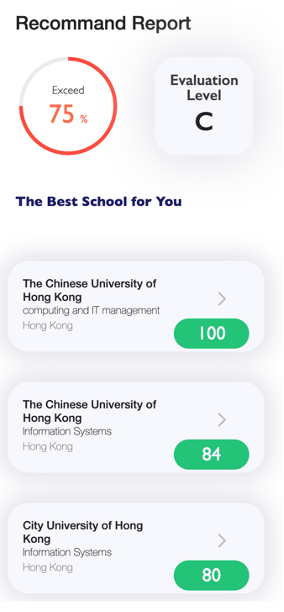 Recommand Report
Exceed
75 %
Evaluation
Level
C
The Best School for You
The Chinese University of
Hong Kong
computing and IT management
Hong Kong
100
The Chinese University of
Hong Kong
Information Systems
Hong Kong
84
City University of Hong
Kong
Information Systems
Hong Kong
80